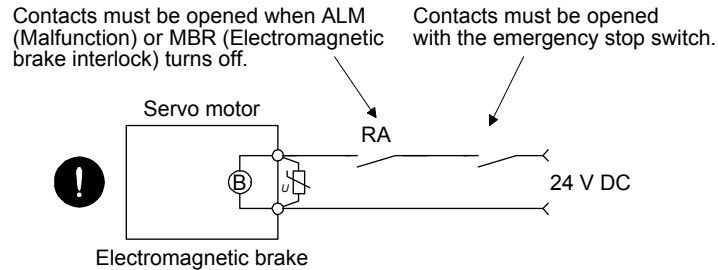 Contacts must be opened when ALM
(Malfunction) or MBR (Electromagnetic
brake interlock) turns off.
Contacts must be opened
with the emergency stop switch.
Servo motor
RA
B
U
24 V DC
Electromagnetic brake